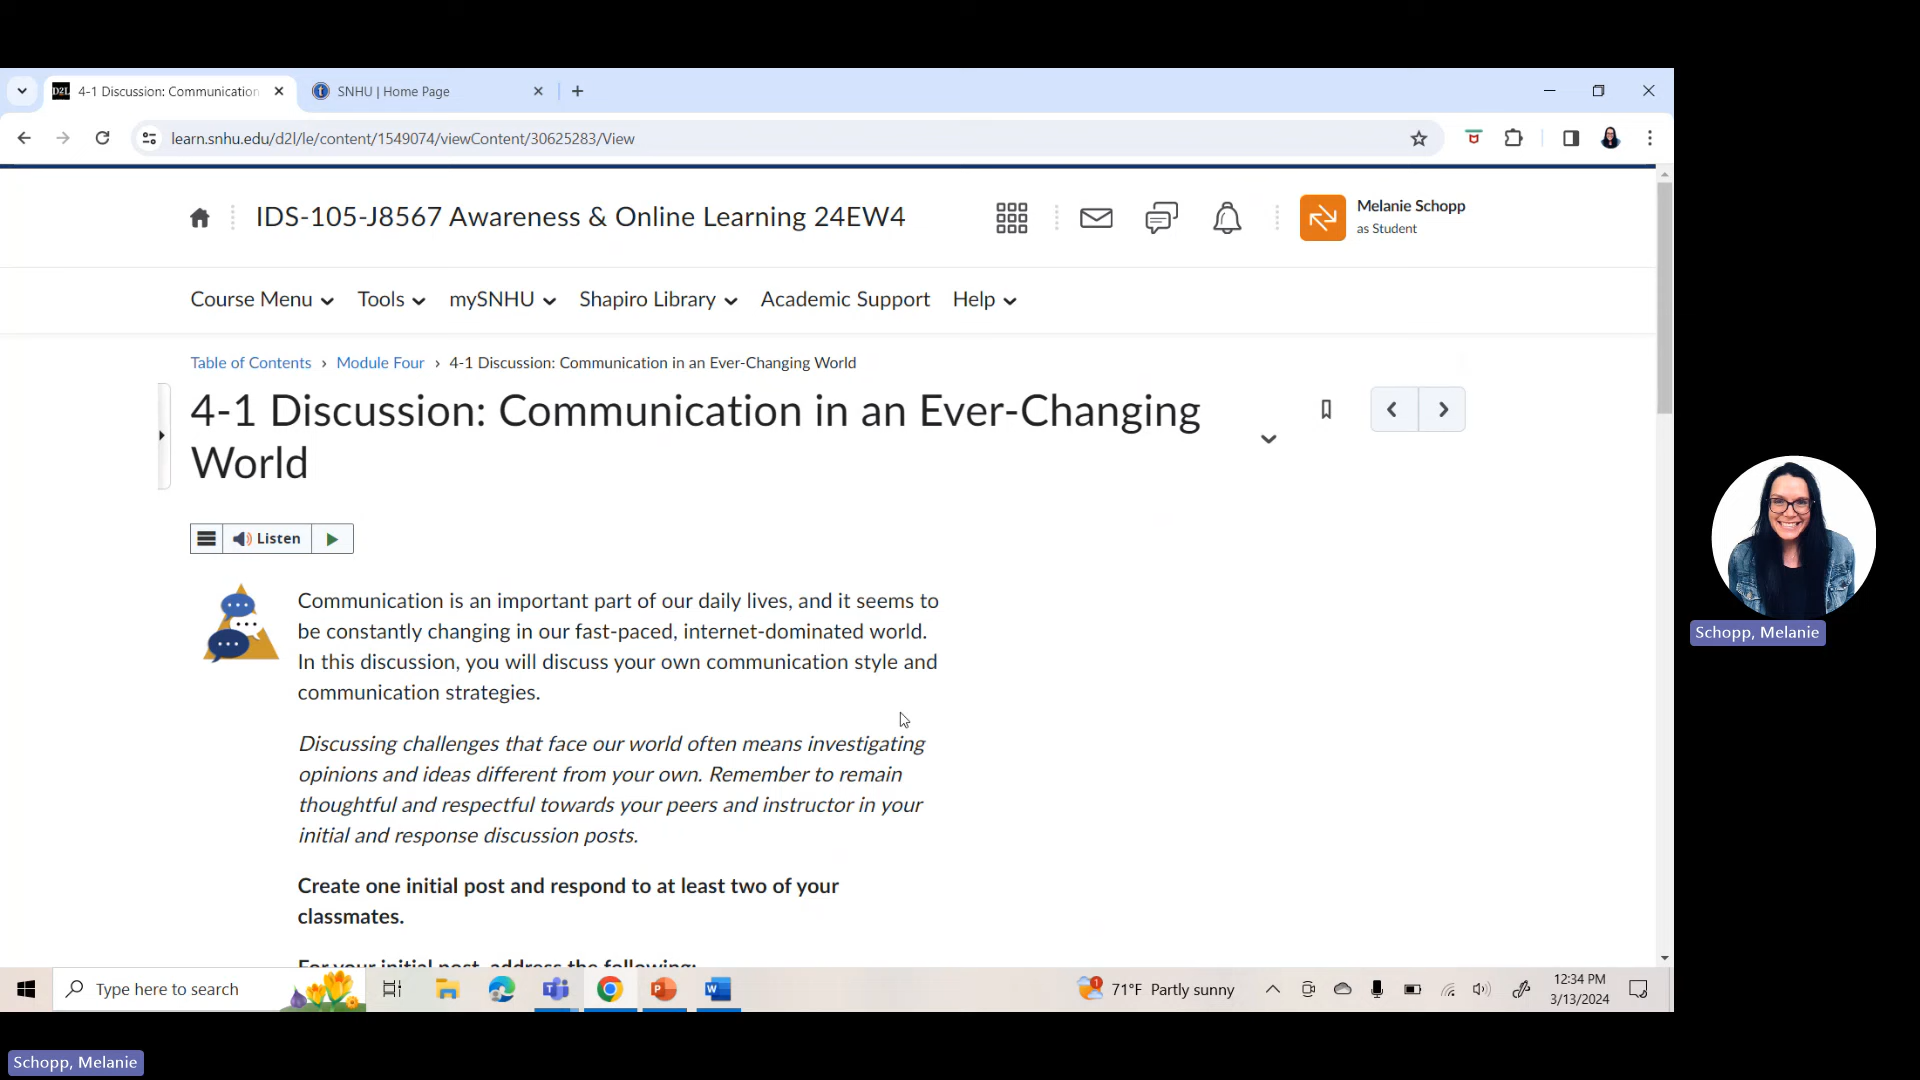 D2L 4-1 Discussion: Communication
SNHU | Home Page
learn.snhu.edu/d2l/le/content/1549074/viewContent/30625283/View
IDS-105-J8567 Awareness & Online Learning 24EW4
Melanie Schopp
as Student
Course Menu Tools mySNHU Shapiro Library Academic Support Help
Table of Contents › Module Four › 4-1 Discussion: Communication in an Ever-Changing World
4-1 Discussion: Communication in an Ever-Changing
World
Listen
Communication is an important part of our daily lives, and it seems to
be constantly changing in our fast-paced, internet-dominated world.
In this discussion, you will discuss your own communication style and
communication strategies.
Discussing challenges that face our world often means investigating
opinions and ideas different from your own. Remember to remain
thoughtful and respectful towards your peers and instructor in your
initial and response discussion posts.
Create one initial post and respond to at least two of your
classmates.
For your initial post, address the following:
Schopp, Melanie
Type here to search
71°F Partly sunny
12:34 PM
3/13/2024
Schopp, Melanie